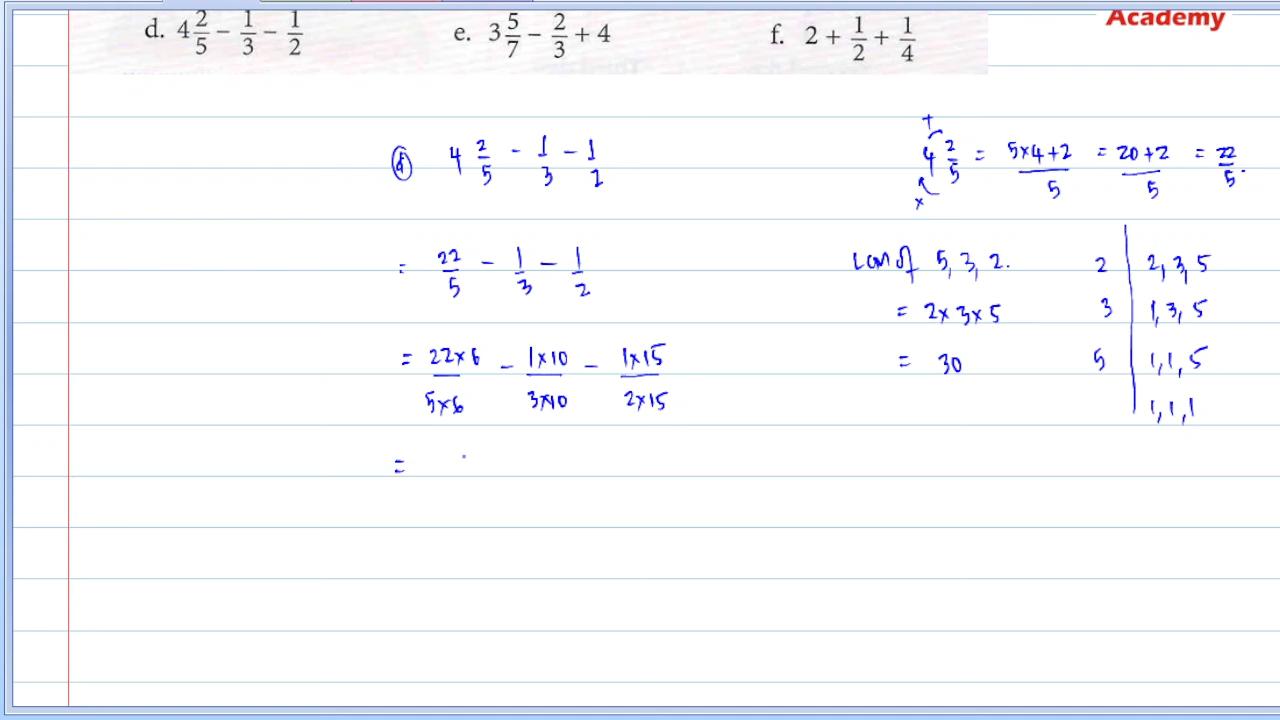 Academy
d. 4 2/5 − 1/3 − 1/2 e. 3 5/7 − 2/3 + 4 f. 2 + 1/2 + 1/4
(d) 4 2/5 − 1/3 − 1/2
= 22/5 − 1/3 − 1/2
= 22×6/5×6 − 1×10/3×10 − 1×15/2×15
=
+
4 2/5 = 5×4+2/5 = 20+2/5 = 22/5.
×
LCM of 5, 3, 2.
= 2×3×5
= 30
2 | 2, 3, 5
3 | 1, 3, 5
5 | 1, 1, 5
| 1, 1, 1